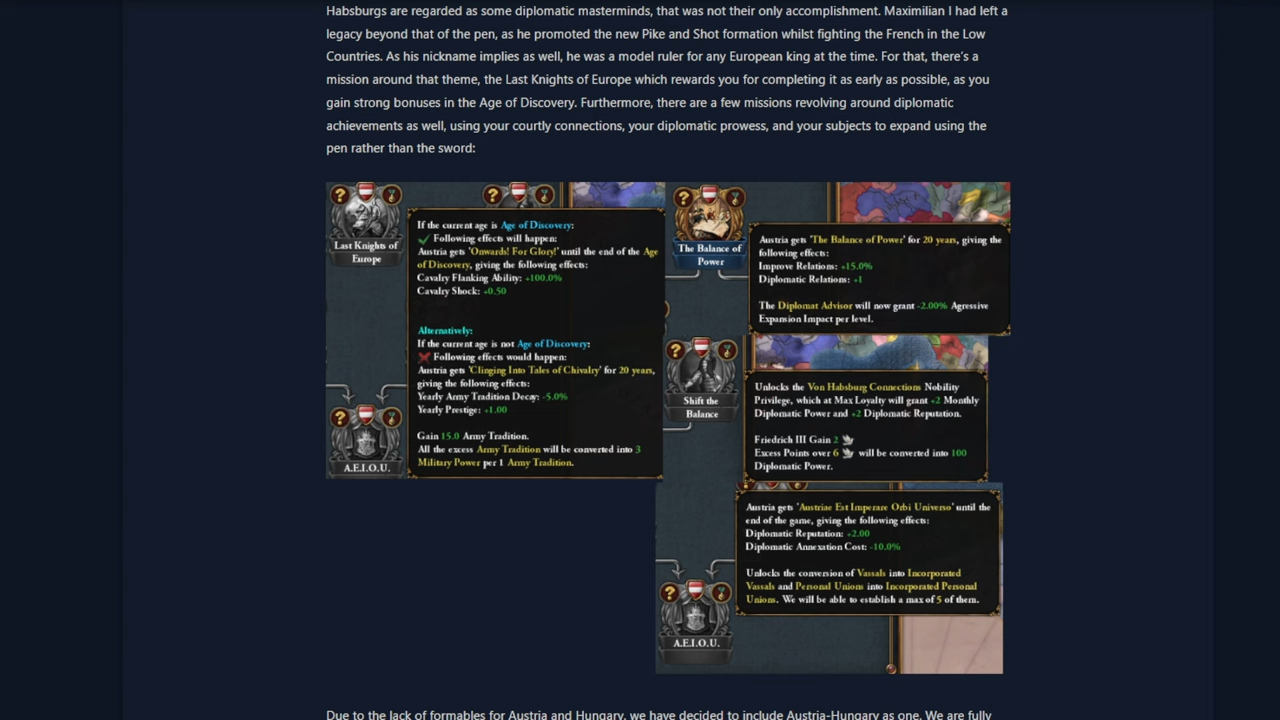 Habsburgs are regarded as some diplomatic masterminds, that was not their only accomplishment. Maximilian I had left a
legacy beyond that of the pen, as he promoted the new Pike and Shot formation whilst fighting the French in the Low
Countries. As his nickname implies as well, he was a model ruler for any European king at the time. For that, there's a
mission around that theme, the Last Knights of Europe which rewards you for completing it as early as possible, as you
gain strong bonuses in the Age of Discovery. Furthermore, there are a few missions revolving around diplomatic
achievements as well, using your courtly connections, your diplomatic prowess, and your subjects to expand using the
pen rather than the sword:
Last Knights of
Europe
If the current age is Age of Discovery:
Following effects will happen:
Austria gets 'Onwards! For Glory!' until the end of the Age
of Discovery, giving the following effects:
Cavalry Flanking Ability: +100.0%
Cavalry Shock: +0.50
Alternatively:
If the current age is not Age of Discovery:
Following effects would happen:
Austria gets 'Clinging Into Tales of Chivalry' for 20 years,
giving the following effects:
Yearly Army Tradition Decay: -5.0%
Yearly Prestige: +1.00
Gain 15.0 Army Tradition.
All the excess Army Tradition will be converted into 3
Military Power per 1 Army Tradition.
A.E.I.O.U.
The Balance of
Power
Austria gets 'The Balance of Power' for 20 years, giving the
following effects:
Improve Relations: +15.0%
Diplomatic Relations: +1
The Diplomat Advisor will now grant -2.00% Agressive
Expansion Impact per level.
Shift the
Balance
Unlocks the Von Habsburg Connections Nobility
Privilege, which at Max Loyalty will grant +2 Monthly
Diplomatic Power and +2 Diplomatic Reputation.
Friedrich III Gain 2
Excess Points over 6 will be converted into 100
Diplomatic Power.
A.E.I.O.U.
Austria gets 'Austriae Est Imperare Orbi Universo' until the
end of the game, giving the following effects:
Diplomatic Reputation: +2.00
Diplomatic Annexation Cost: -10.0%
Unlocks the conversion of Vassals into Incorporated
Vassals and Personal Unions into Incorporated Personal
Unions. We will be able to establish a max of 5 of them.
Due to the lack of formables for Austria and Hungary, we have decided to include Austria-Hungary as one. We are fully